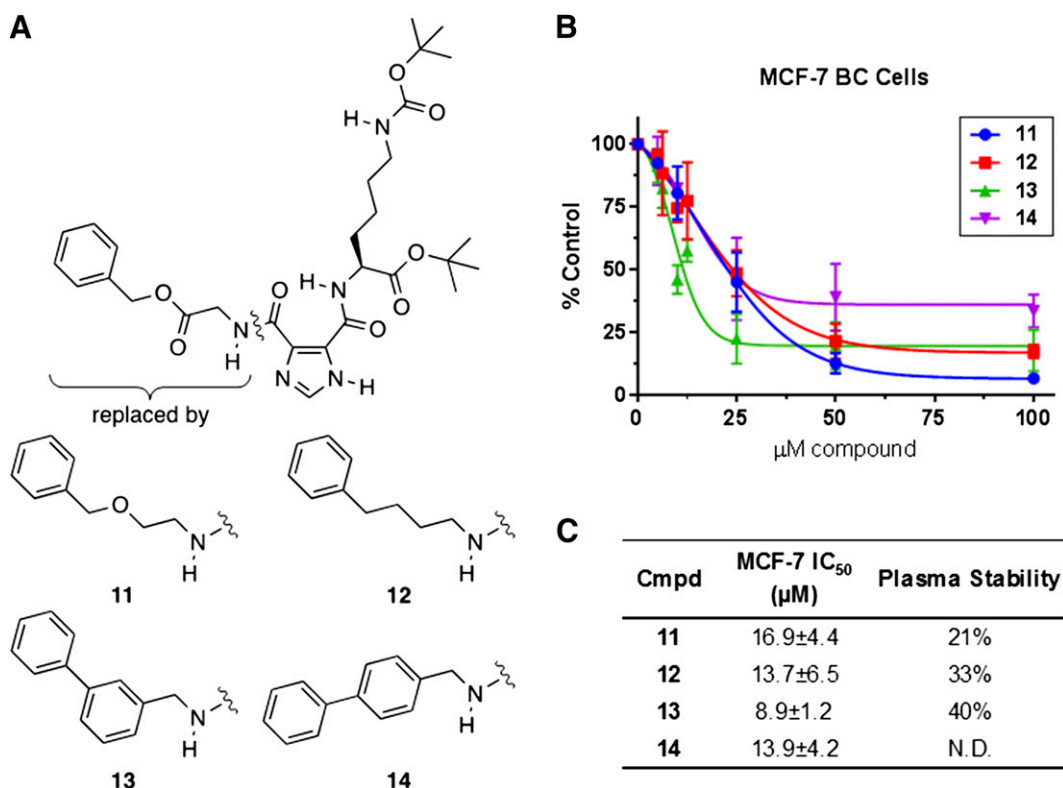 A
O
O
N
H
O
H
N
O
O
O
O
O
N
H
O
N
N
H
replaced by
O
N
H
11
N
H
12
N
H
13
N
H
14
B
MCF-7 BC Cells
% Control
100
75
50
25
0
0
25
50
75
100
µM compound
11
12
13
14
C
Cmpd MCF-7 IC50 (µM) Plasma Stability
11 16.9±4.4 21%
12 13.7±6.5 33%
13 8.9±1.2 40%
14 13.9±4.2 N.D.